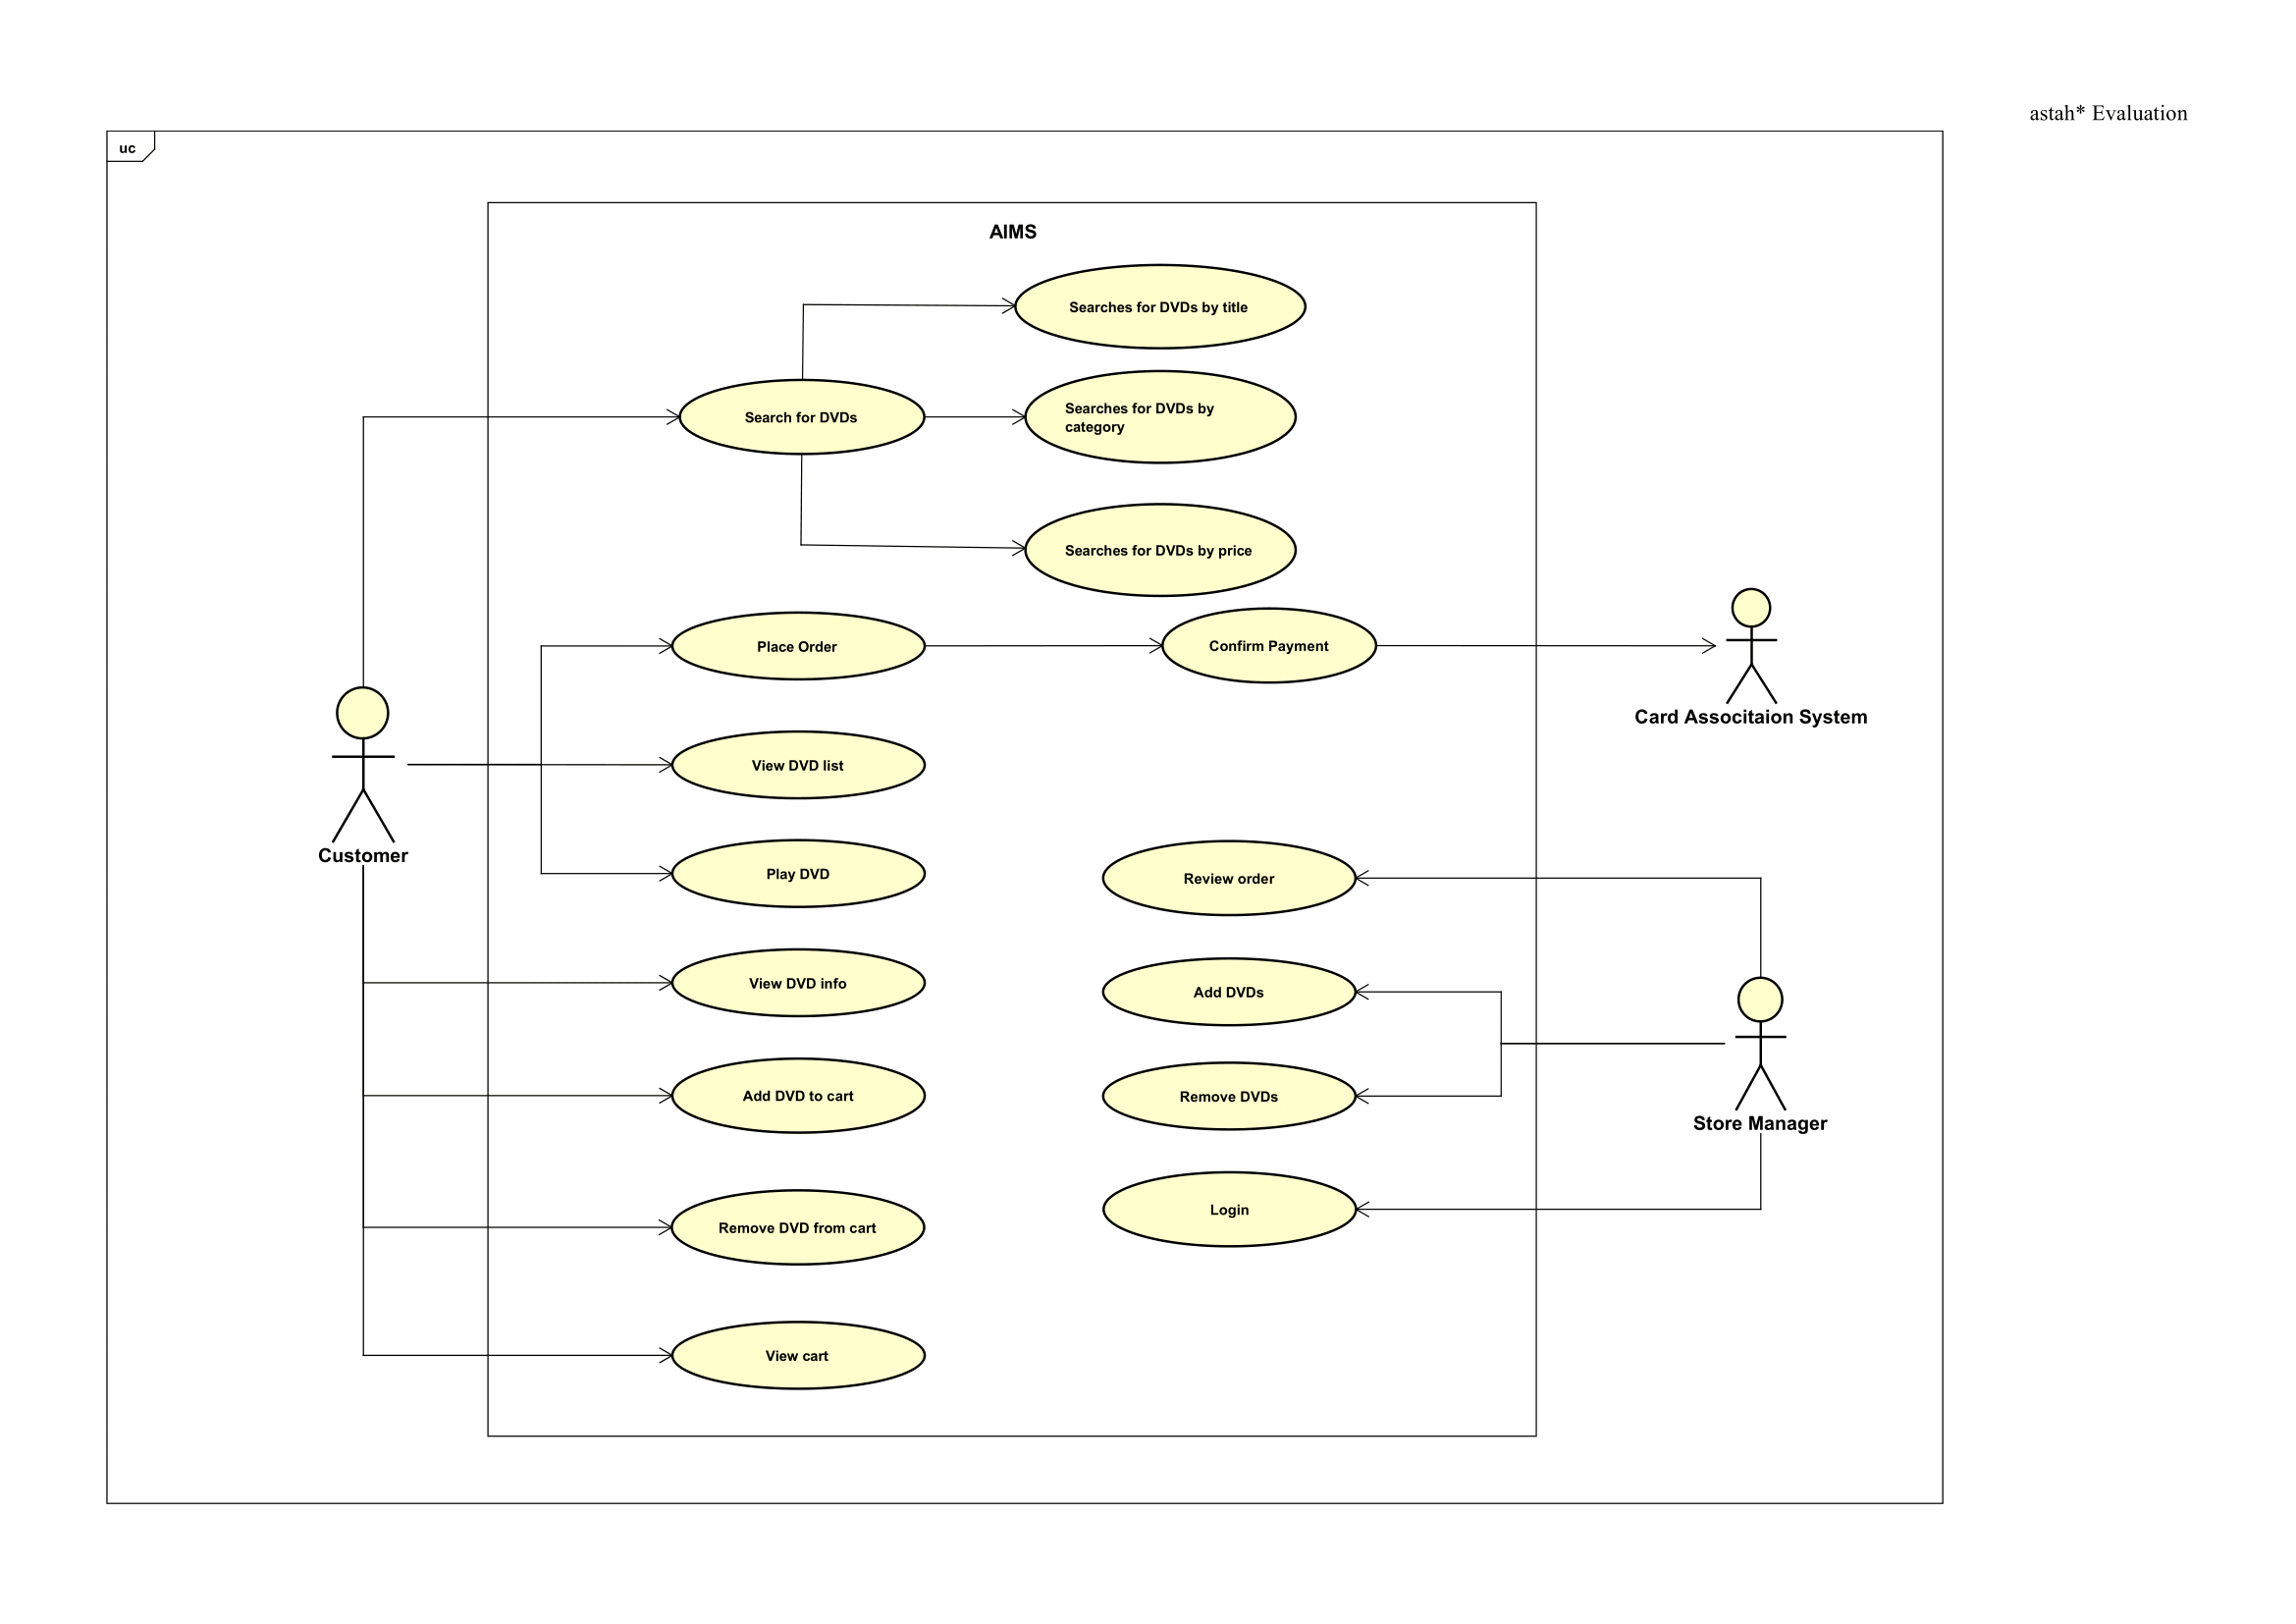 astah* Evaluation
uc
AIMS
Searches for DVDs by title
Search for DVDs
Searches for DVDs by
category
Searches for DVDs by price
Place Order
Confirm Payment
Card Associtaion System
View DVD list
Customer
Play DVD
Review order
View DVD info
Add DVDs
Add DVD to cart
Remove DVDs
Store Manager
Remove DVD from cart
Login
View cart